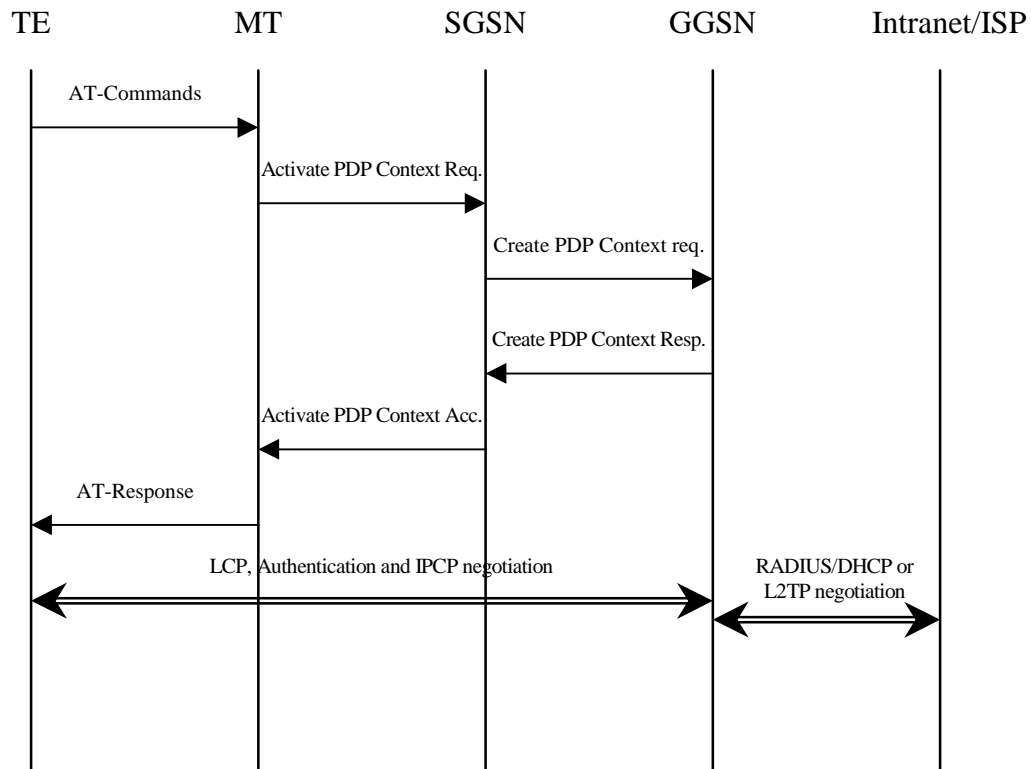 TE MT SGSN GGSN Intranet/ISP
AT-Commands
Activate PDP Context Req.
Create PDP Context req.
Create PDP Context Resp.
Activate PDP Context Acc.
AT-Response
LCP, Authentication and IPCP negotiation
RADIUS/DHCP or
L2TP negotiation